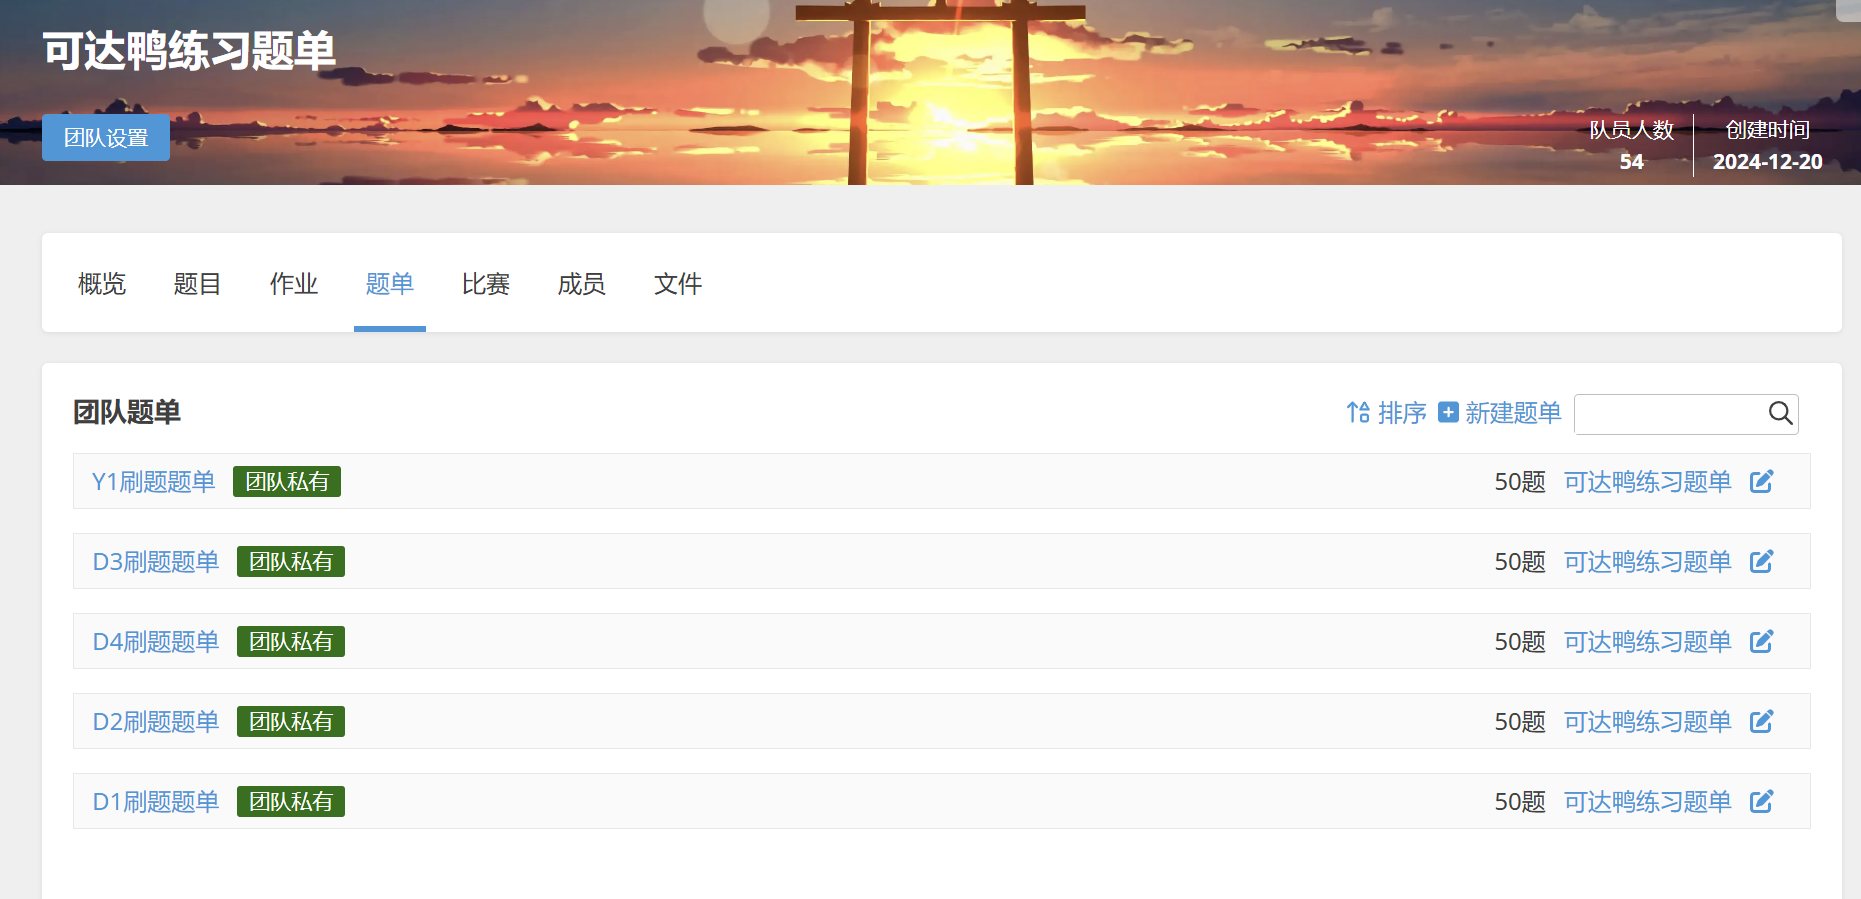 可达鸭练习题单
团队设置
队员人数 创建时间
54 2024-12-20
概览 题目 作业 题单 比赛 成员 文件
团队题单 排序 新建题单
Y1刷题题单 团队私有 50题 可达鸭练习题单
D3刷题题单 团队私有 50题 可达鸭练习题单
D4刷题题单 团队私有 50题 可达鸭练习题单
D2刷题题单 团队私有 50题 可达鸭练习题单
D1刷题题单 团队私有 50题 可达鸭练习题单